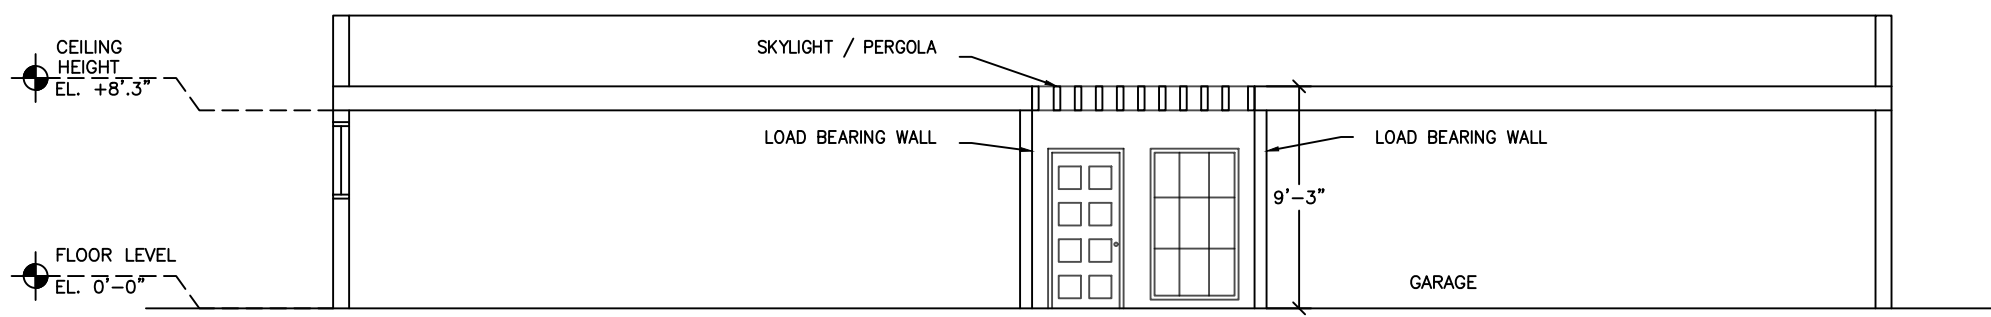 CEILING
HEIGHT
EL. +8'.3"
SKYLIGHT / PERGOLA
LOAD BEARING WALL
LOAD BEARING WALL
9'-3"
FLOOR LEVEL
EL. 0'-0"
GARAGE